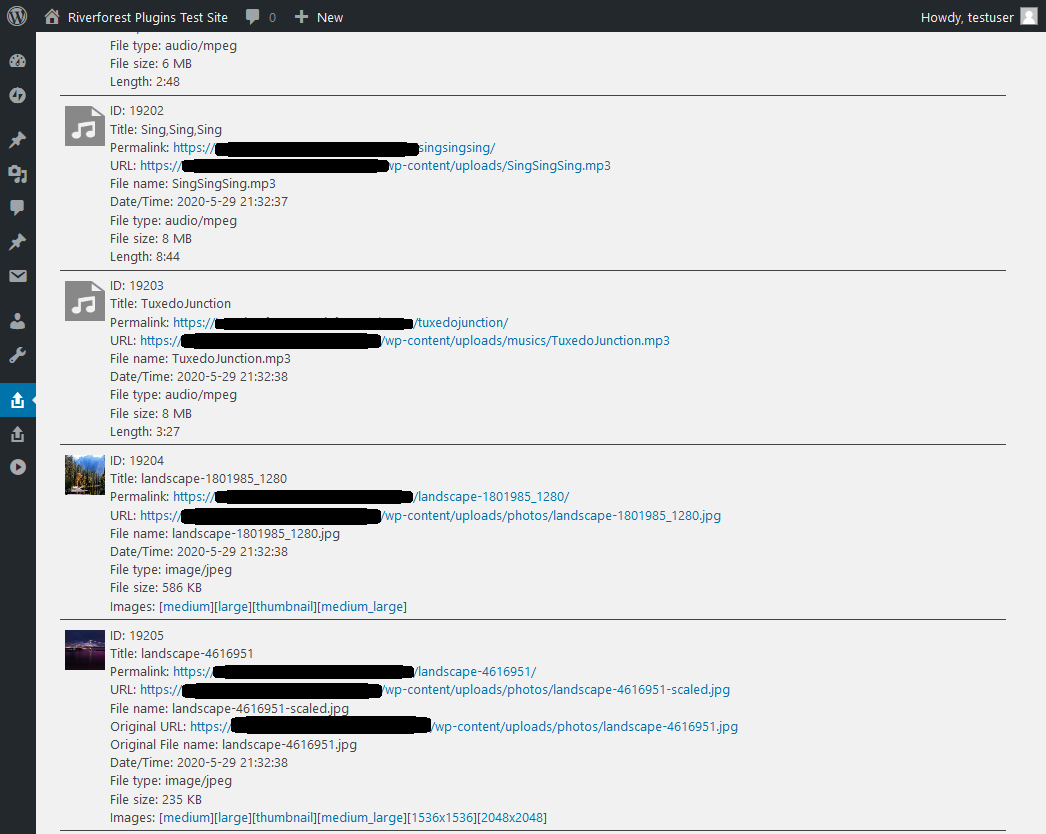 Riverforest Plugins Test Site 0 New Howdy, testuser
File type: audio/mpeg
File size: 6 MB
Length: 2:48
ID: 19202
Title: Sing,Sing,Sing
Permalink: https:// singsingsing/
URL: https:// wp-content/uploads/SingSingSing.mp3
File name: SingSingSing.mp3
Date/Time: 2020-5-29 21:32:37
File type: audio/mpeg
File size: 8 MB
Length: 8:44
ID: 19203
Title: TuxedoJunction
Permalink: https:// /tuxedojunction/
URL: https:// /wp-content/uploads/musics/TuxedoJunction.mp3
File name: TuxedoJunction.mp3
Date/Time: 2020-5-29 21:32:38
File type: audio/mpeg
File size: 8 MB
Length: 3:27
ID: 19204
Title: landscape-1801985_1280
Permalink: https:// /landscape-1801985_1280/
URL: https:// /wp-content/uploads/photos/landscape-1801985_1280.jpg
File name: landscape-1801985_1280.jpg
Date/Time: 2020-5-29 21:32:38
File type: image/jpeg
File size: 586 KB
Images: [medium][large][thumbnail][medium_large]
ID: 19205
Title: landscape-4616951
Permalink: https:// /landscape-4616951/
URL: https:// /wp-content/uploads/photos/landscape-4616951-scaled.jpg
File name: landscape-4616951-scaled.jpg
Original URL: https:// /wp-content/uploads/photos/landscape-4616951.jpg
Original File name: landscape-4616951.jpg
Date/Time: 2020-5-29 21:32:38
File type: image/jpeg
File size: 235 KB
Images: [medium][large][thumbnail][medium_large][1536x1536][2048x2048]